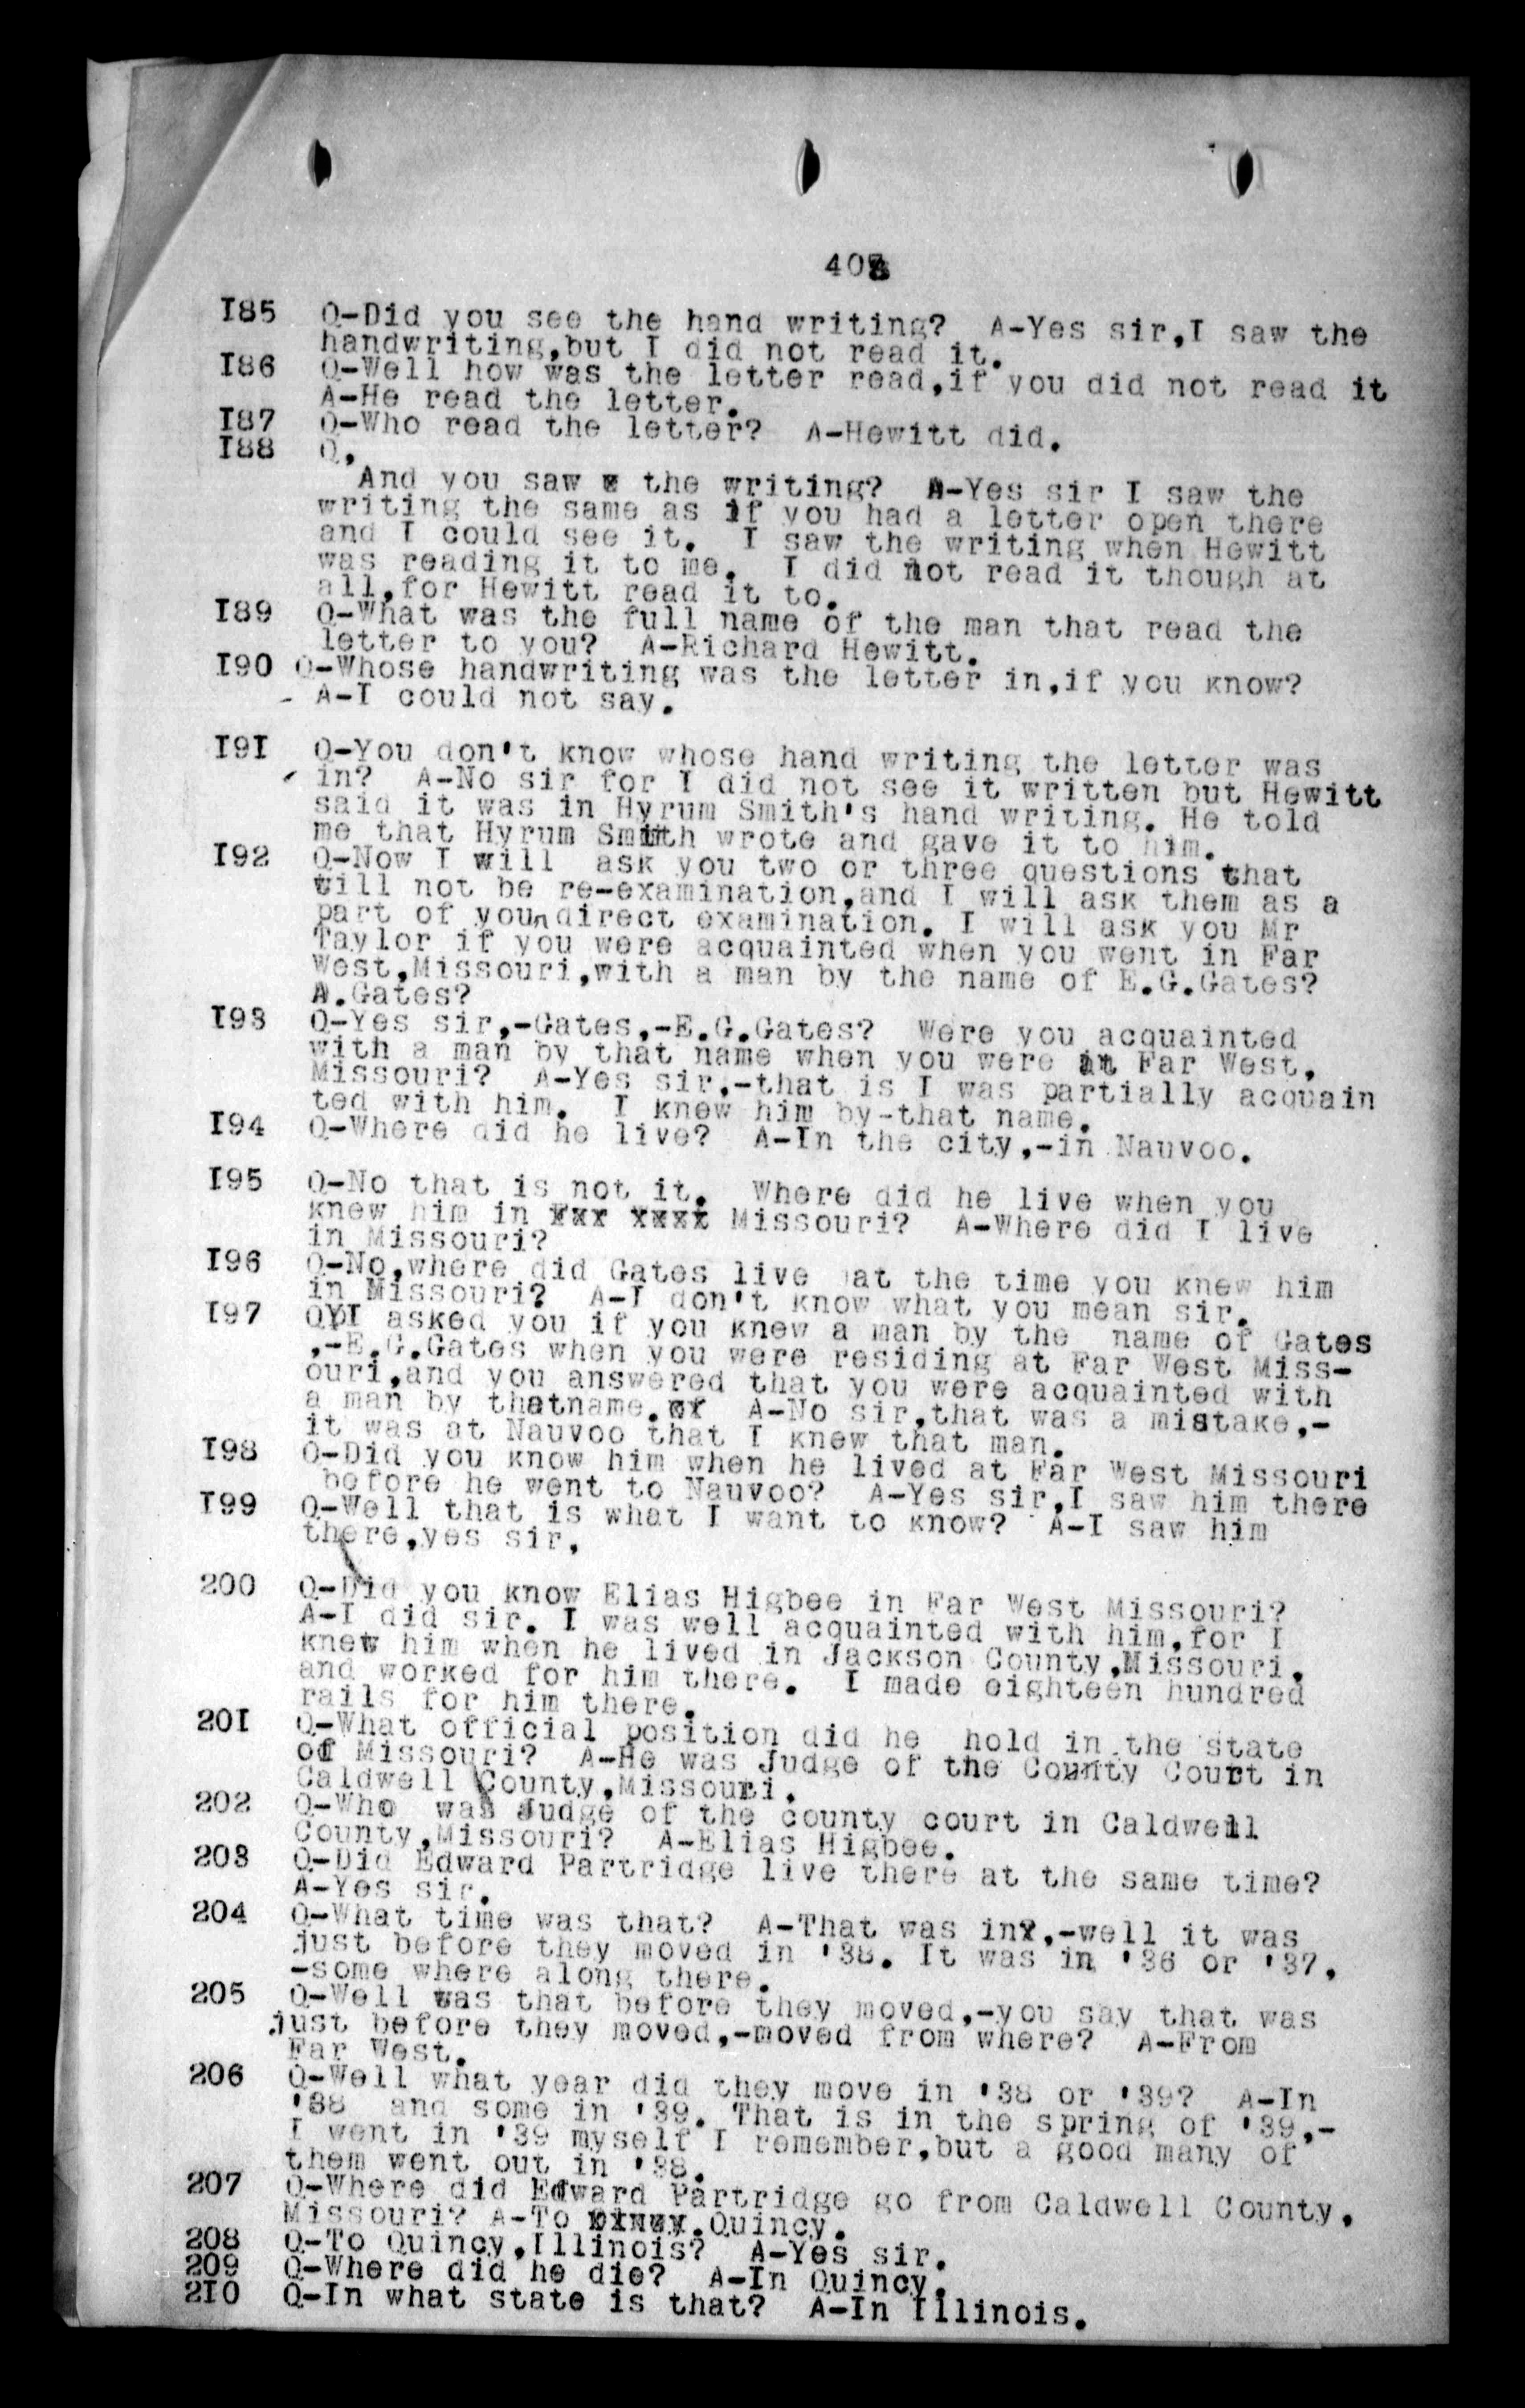 408
185 Q-Did you see the hand writing? A-Yes sir,I saw the
handwriting,but I did not read it.
186 Q-Well how was the letter read,if you did not read it
A-He read the letter.
187 Q-Who read the letter? A-Hewitt did.
188 Q,
And you saw the writing? A-Yes sir I saw the
writing the same as if you had a letter open there
and I could see it. I saw the writing when Hewitt
was reading it to me. I did not read it though at
all,for Hewitt read it to.
189 Q-What was the full name of the man that read the
letter to you? A-Richard Hewitt.
190 Q-Whose handwriting was the letter in,if you know?
A-I could not say.
191 Q-You don't know whose hand writing the letter was
in? A-No sir for I did not see it written but Hewitt
said it was in Hyrum Smith's hand writing. He told
me that Hyrum Smith wrote and gave it to him.
192 Q-Now I will ask you two or three questions that
will not be re-examination,and I will ask them as a
part of your direct examination. I will ask you Mr
Taylor if you were acquainted when you went in Far
West,Missouri,with a man by the name of E.G.Gates?
A.Gates?
193 Q-Yes sir,-Gates,-E.G.Gates? Were you acquainted
with a man by that name when you were in Far West,
Missouri? A-Yes sir,-that is I was partially acquain
ted with him. I knew him by-that name.
194 Q-Where did he live? A-In the city,-in Nauvoo.
195 Q-No that is not it. Where did he live when you
knew him in xxx xxxx Missouri? A-Where did I live
in Missouri?
196 Q-No,where did Gates live at the time you knew him
in Missouri? A-I don't know what you mean sir.
197 QYI asked you if you knew a man by the name of Gates
,-E.G.Gates when you were residing at Far West Miss-
ouri,and you answered that you were acquainted with
a man by thatname. A-No sir,that was a mistake,-
it was at Nauvoo that I knew that man.
198 Q-Did you know him when he lived at Far West Missouri
before he went to Nauvoo? A-Yes sir,I saw him there
199 Q-Well that is what I want to know? A-I saw him
there,yes sir,
200 Q-Did you know Elias Higbee in Far West Missouri?
A-I did sir. I was well acquainted with him,for I
knew him when he lived in Jackson County,Missouri,
and worked for him there. I made eighteen hundred
rails for him there.
201 Q-What official position did he hold in the state
of Missouri? A-He was Judge of the County Court in
Caldwell County,Missouri.
202 Q-Who was Judge of the county court in Caldwell
County,Missouri? A-Elias Higbee.
203 Q-Did Edward Partridge live there at the same time?
A-Yes sir.
204 Q-What time was that? A-That was inx,-well it was
just before they moved in '38. It was in '36 or '37,
-some where along there.
205 Q-Well was that before they moved,-you say that was
just before they moved,-moved from where? A-From
Far West.
206 Q-Well what year did they move in '38 or '39? A-In
'38 and some in '39. That is in the spring of '39,-
I went in '39 myself I remember,but a good many of
them went out in '38.
207 Q-Where did Edward Partridge go from Caldwell County,
Missouri? A-To Quincy.
208 Q-To Quincy,Illinois? A-Yes sir.
209 Q-Where did he die? A-In Quincy.
210 Q-In what state is that? A-In Illinois.